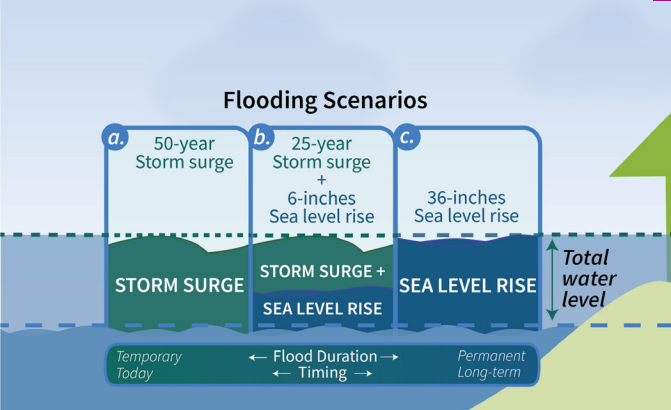 Flooding Scenarios
a.
50-year
Storm surge
b.
25-year
Storm surge
+
6-inches
Sea level rise
c.
36-inches
Sea level rise
STORM SURGE
STORM SURGE +
SEA LEVEL RISE
SEA LEVEL RISE
Total
water
level
Temporary
Today
← Flood Duration →
← Timing →
Permanent
Long-term